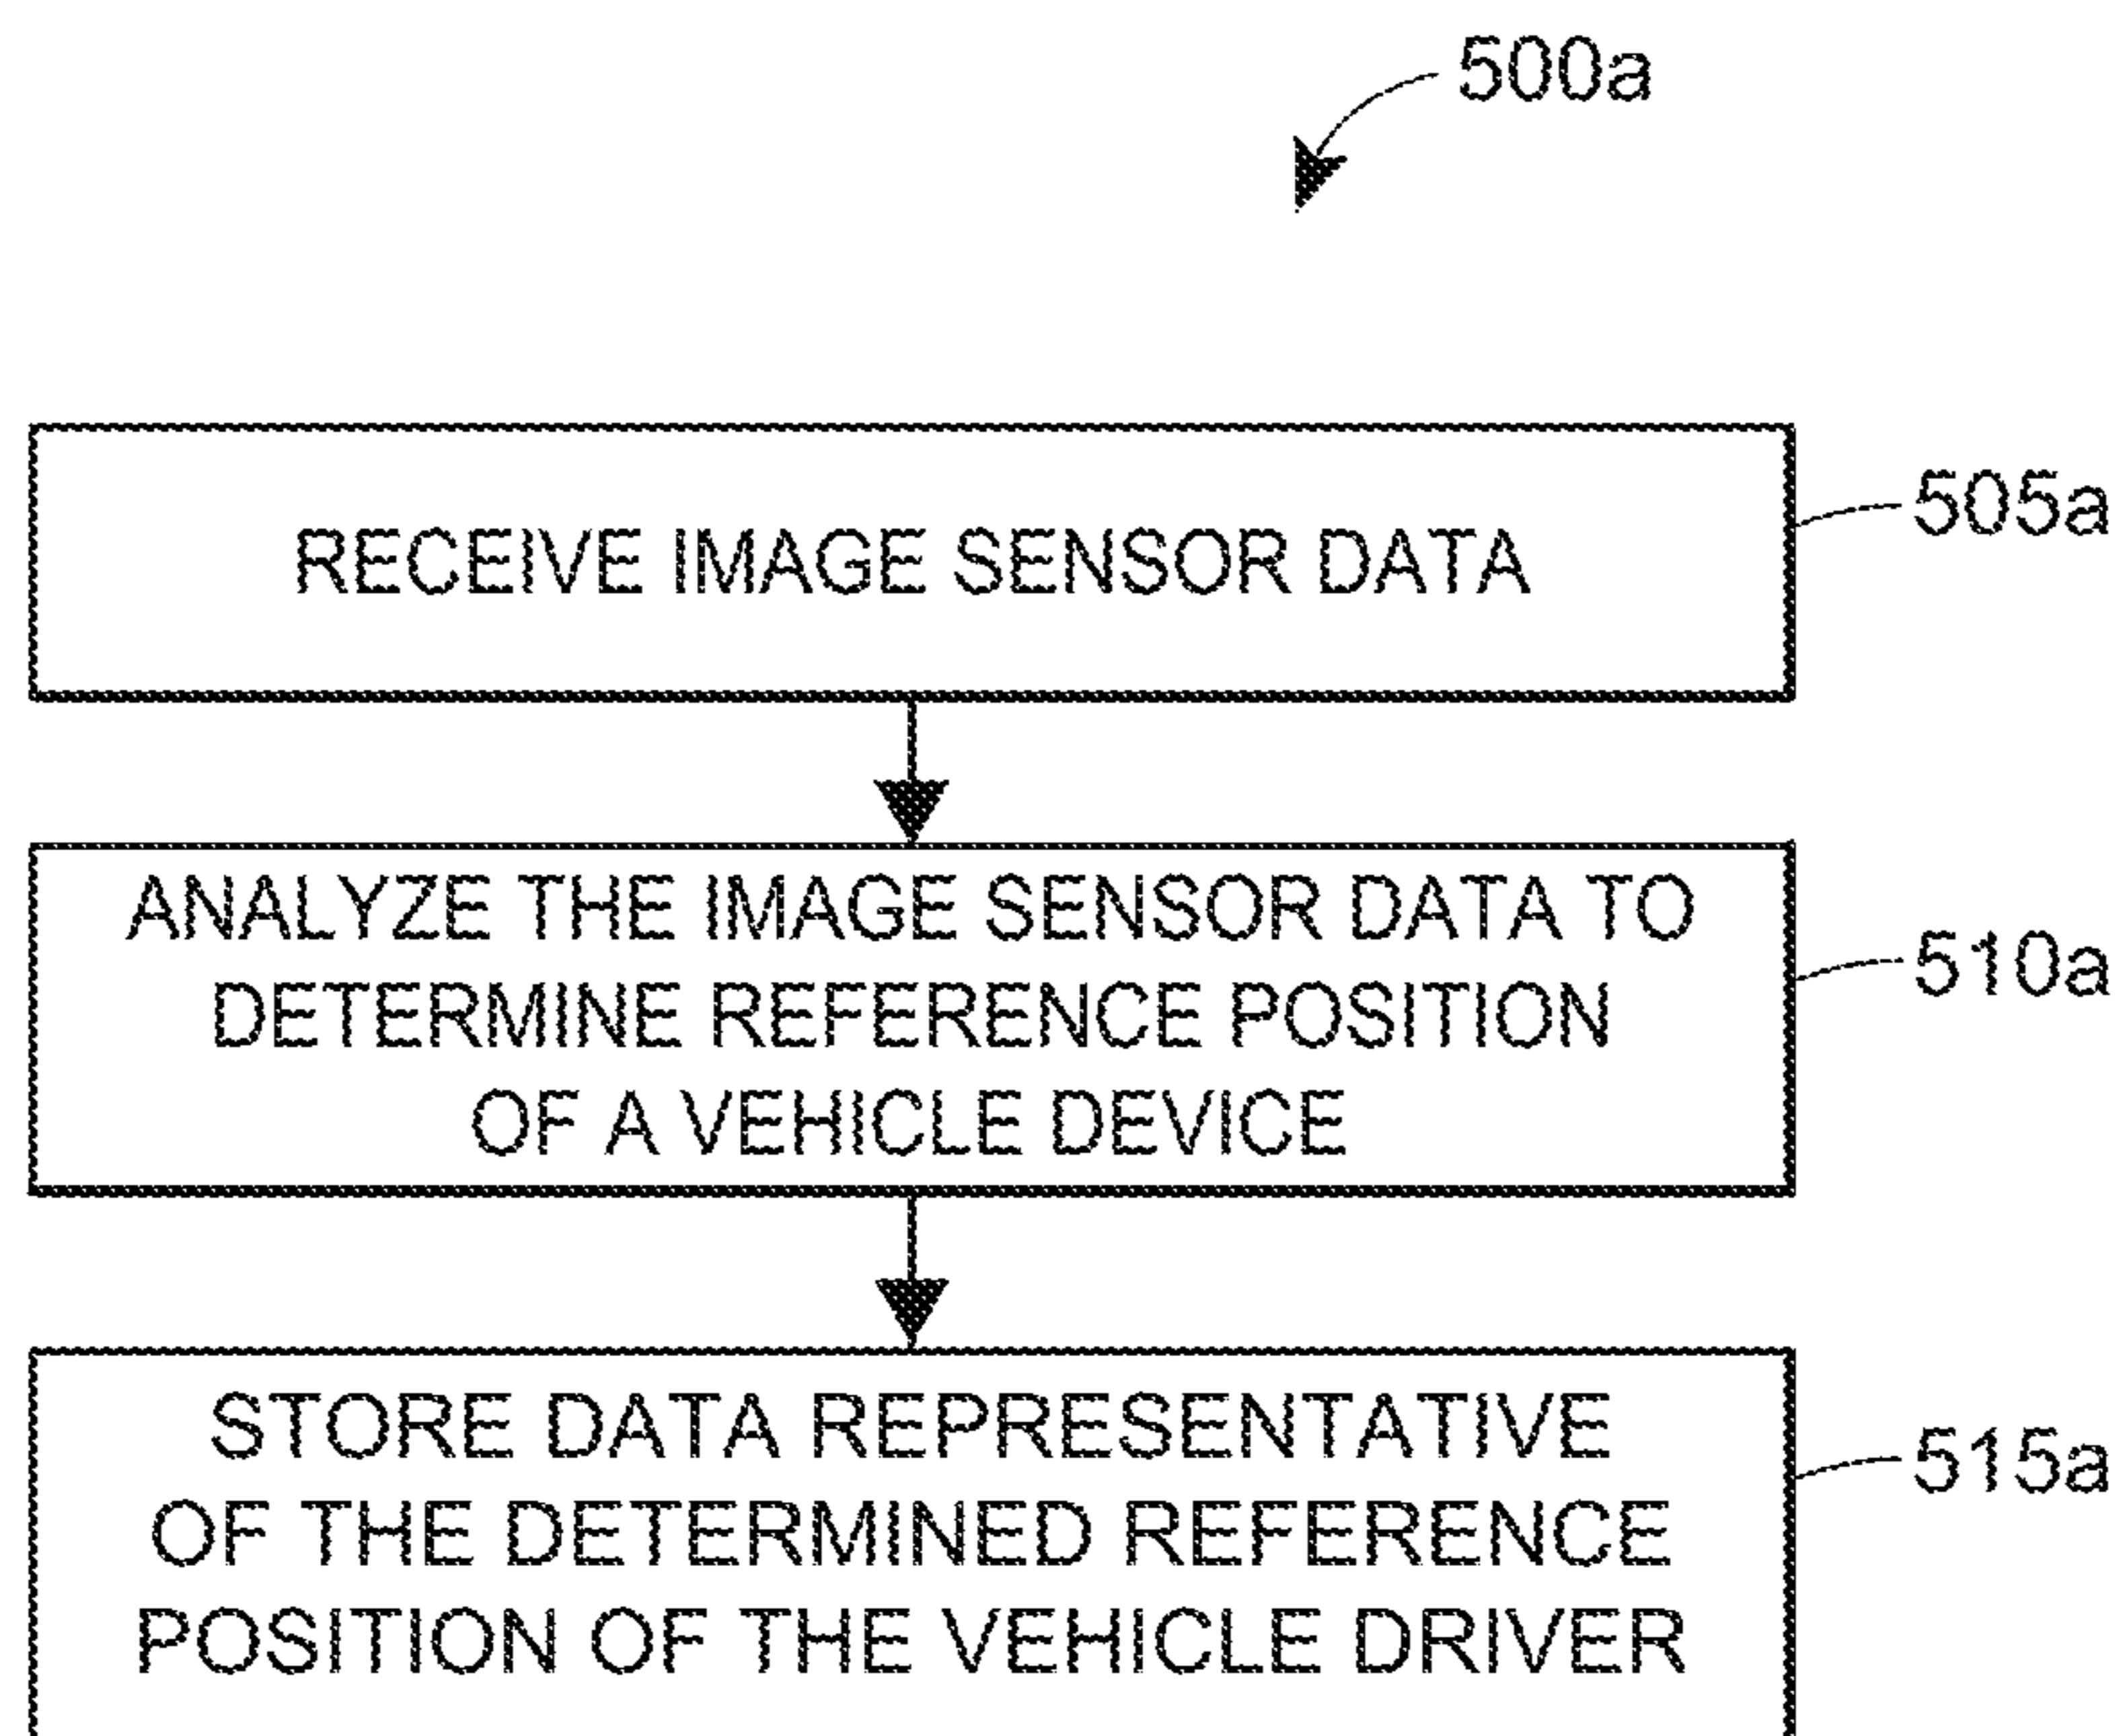 500a
RECEIVE IMAGE SENSOR DATA
505a
ANALYZE THE IMAGE SENSOR DATA TO
DETERMINE REFERENCE POSITION
OF A VEHICLE DEVICE
510a
STORE DATA REPRESENTATIVE
OF THE DETERMINED REFERENCE
POSITION OF THE VEHICLE DRIVER
515a